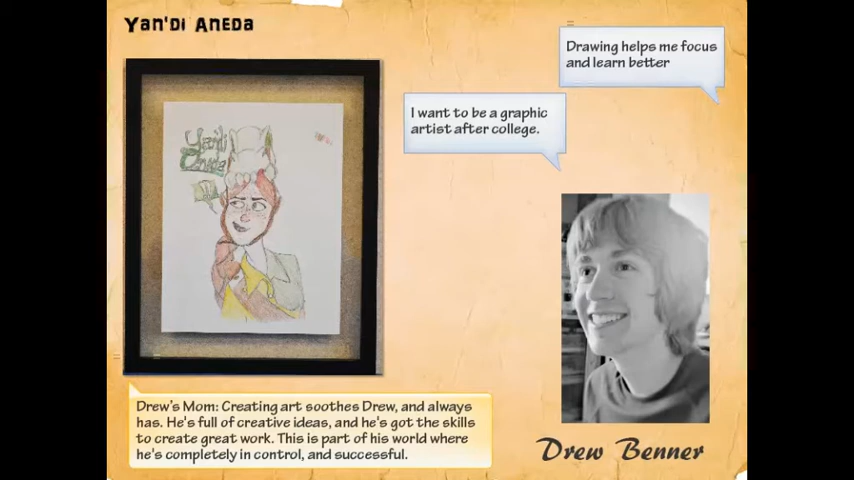 Yan'di Aneda
Drawing helps me focus
and learn better
I want to be a graphic
artist after college.
Drew's Mom: Creating art soothes Drew, and always
has. He's full of creative ideas, and he's got the skills
to create great work. This is part of his world where
he's completely in control, and successful.
Drew Benner